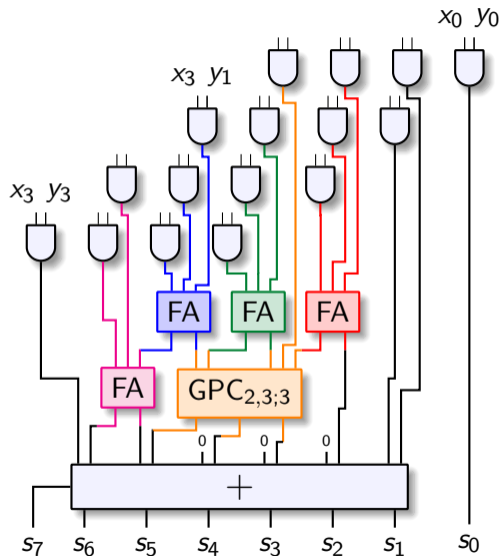 x₀ y₀
x₃ y₁
x₃ y₃
FA FA FA
FA GPC₂,₃;₃
0 0 0
+
s₇ s₆ s₅ s₄ s₃ s₂ s₁ s₀